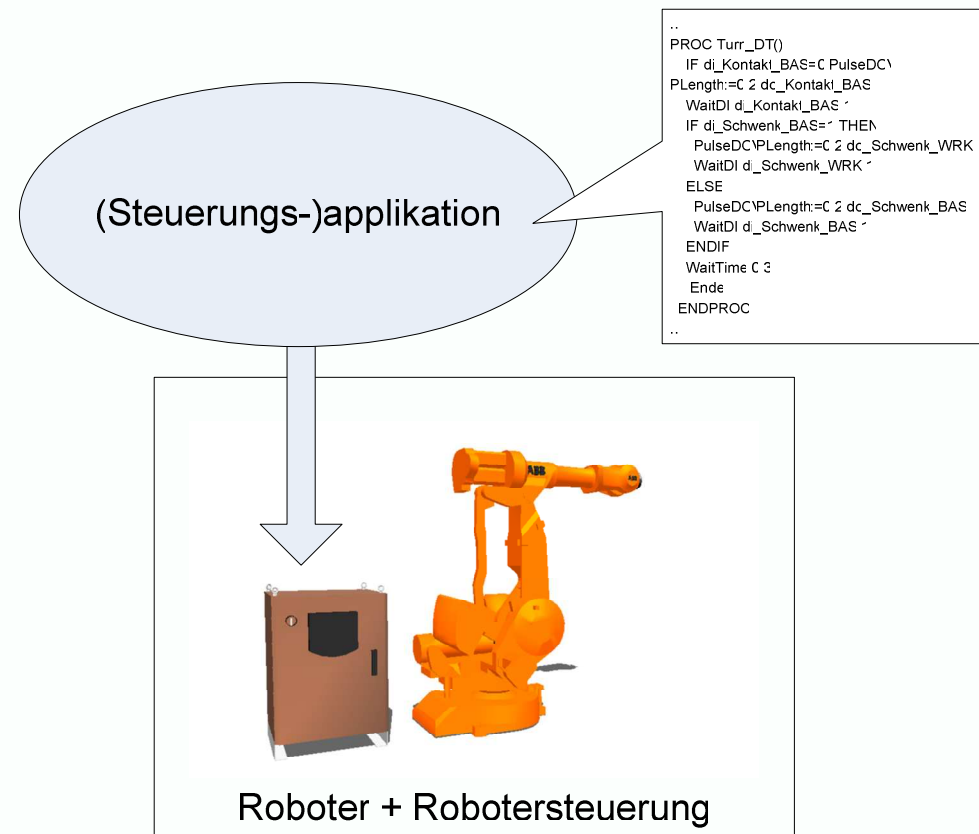 ..
PROC Turn_DT()
IF di_Kontakt_BAS=0 PulseDO\
PLength:=0.2 do_Kontakt_BAS
WaitDI di_Kontakt_BAS 1
IF di_Schwenk_BAS=1 THEN
PulseDO\PLength:=0 2 do_Schwenk_WRK
WaitDI di_Schwenk_WRK 1
ELSE
PulseDO\PLength:=0 2 do_Schwenk_BAS
WaitDI di_Schwenk_BAS 1
ENDIF
WaitTime 0 3
Ende
ENDPROC
..
(Steuerungs-)applikation
ABB
Roboter + Robotersteuerung